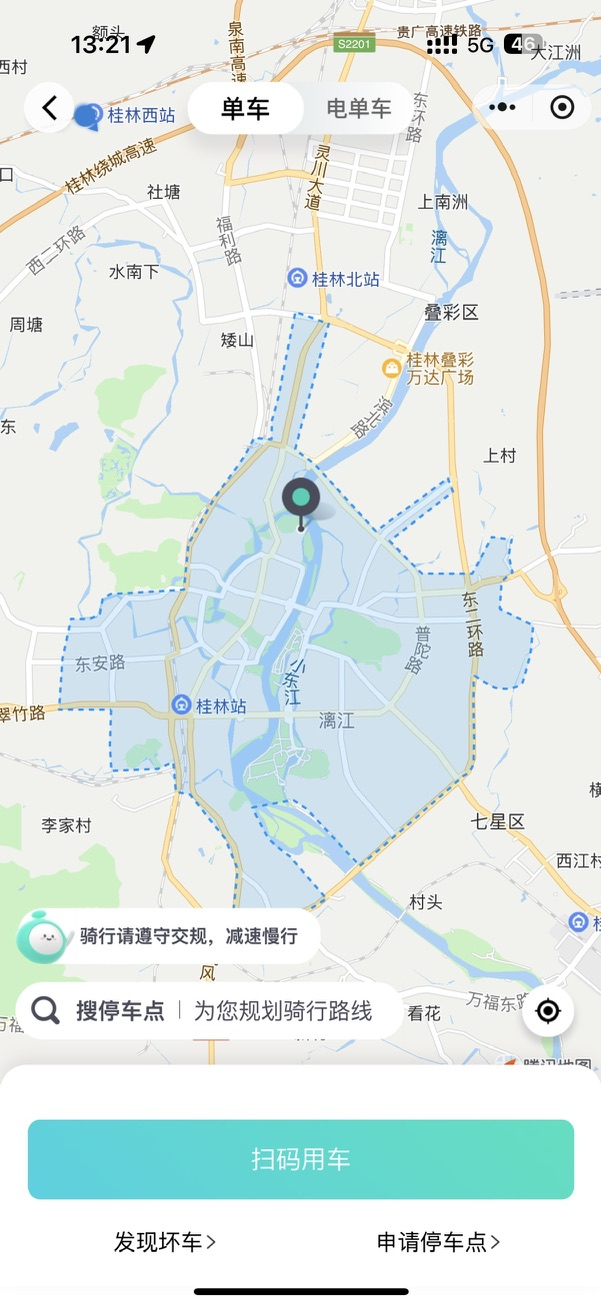 额头
泉南高速
S2201
贵广高速铁路
13:21
5G
46
大江洲
西村
桂林西站
单车
电单车
东环路
桂林绕城高速
灵川大道
口
社塘
上南洲
福利路
漓江
西二环路
水南下
桂林北站
周塘
叠彩区
矮山
桂林叠彩
万达广场
滨北路
东
上村
东二环路
普陀路
东安路
小东江
翠竹路
桂林站
漓江
李家村
七星区
横
西江村
村头
骑行请遵守交规，减速慢行
风
万福东路
搜停车点
为您规划骑行路线
看花
万福
腾讯地图
扫码用车
发现坏车
申请停车点